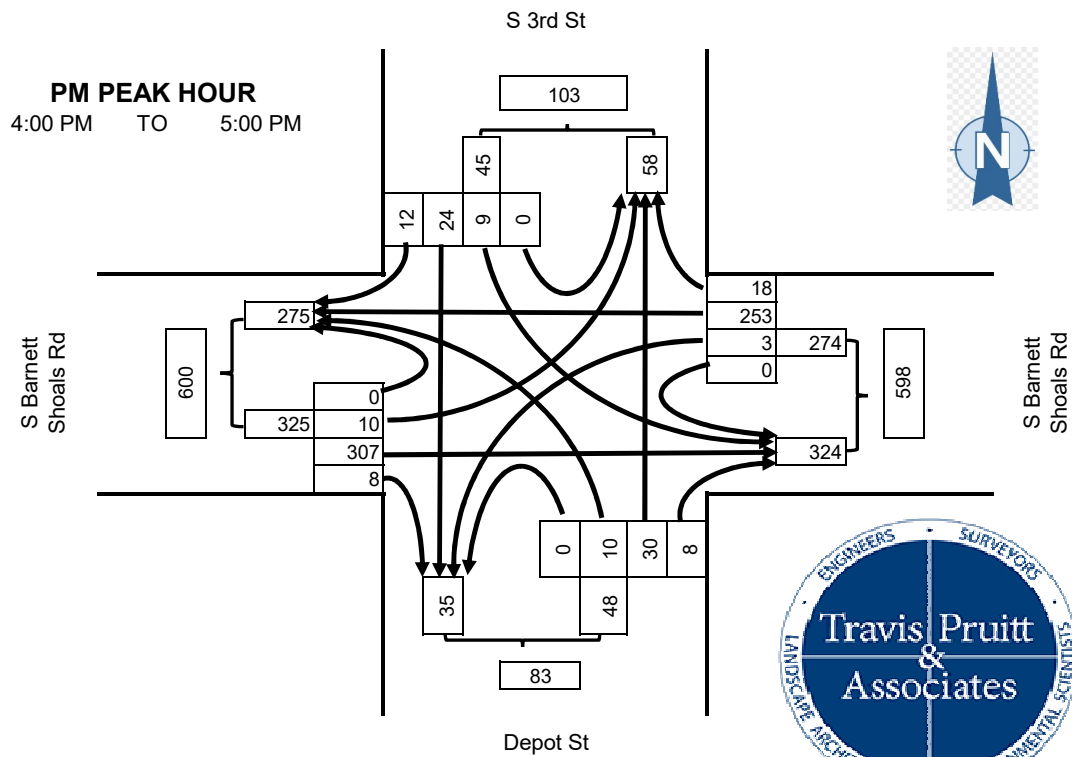 S 3rd St
PM PEAK HOUR
4:00 PM TO 5:00 PM
103
N
45
58
12
24
9
0
18
253
3
274
0
598
S Barnett
Shoals Rd
324
275
600
S Barnett
Shoals Rd
0
325
10
307
8
0
10
30
8
35
48
83
Depot St
ENGINEERS · SURVEYORS
Travis Pruitt
&
Associates